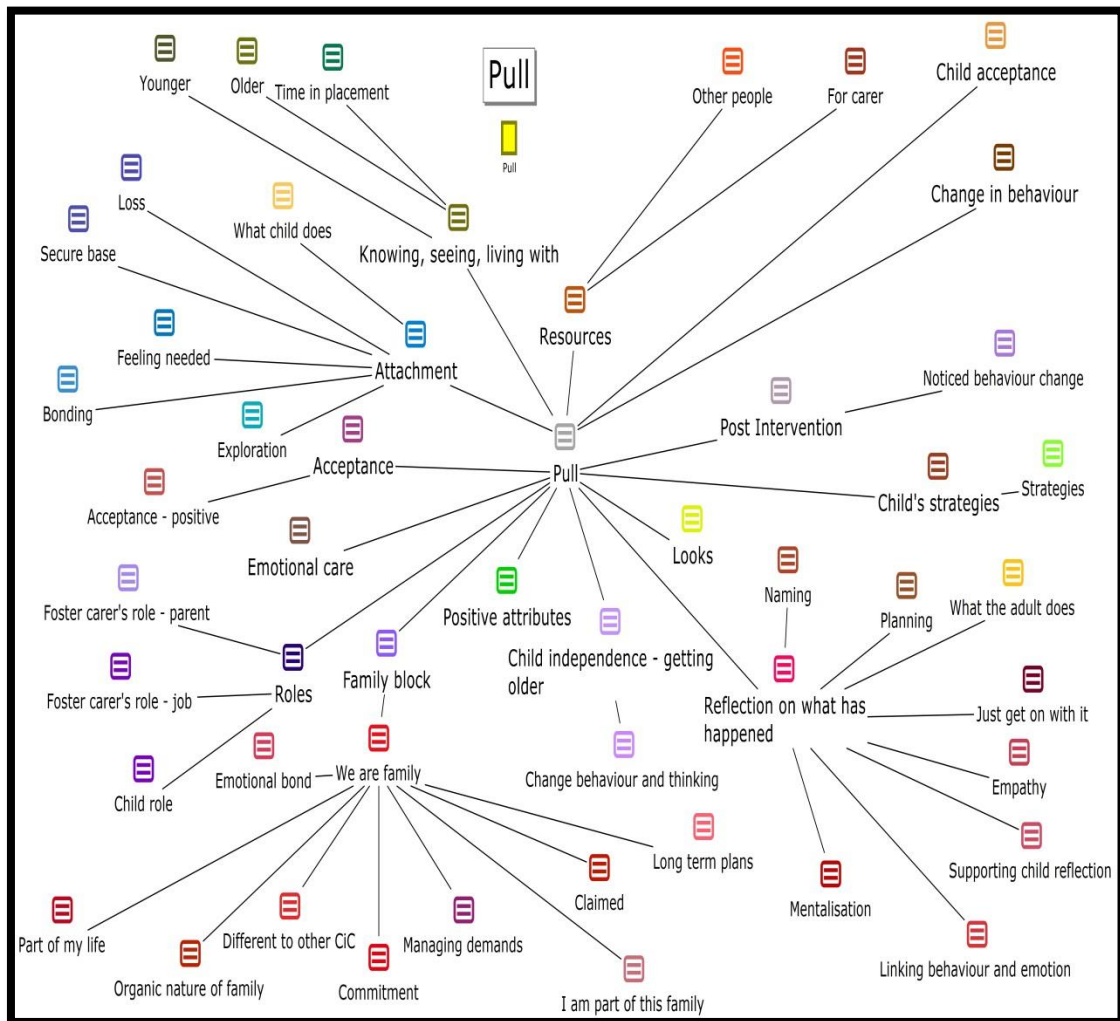 Pull
Pull
Younger
Older
Time in placement
Other people
For carer
Child acceptance
Change in behaviour
Loss
What child does
Secure base
Knowing, seeing, living with
Resources
Feeling needed
Attachment
Bonding
Noticed behaviour change
Post Intervention
Exploration
Acceptance
Pull
Child's strategies
Strategies
Acceptance - positive
Emotional care
Looks
Foster carer's role - parent
Positive attributes
Naming
Planning
What the adult does
Foster carer's role - job
Roles
Family block
Child independence - getting
older
Reflection on what has
happened
Just get on with it
Child role
Emotional bond
We are family
Change behaviour and thinking
Empathy
Long term plans
Supporting child reflection
Claimed
Mentalisation
Part of my life
Different to other CiC
Managing demands
Organic nature of family
Commitment
I am part of this family
Linking behaviour and emotion